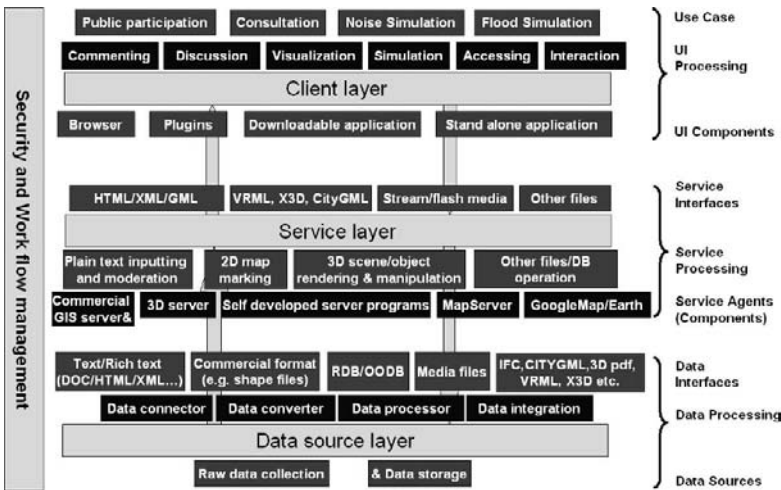 Security and Work flow management
Public participation
Consultation
Noise Simulation
Flood Simulation
Use Case
Commenting
Discussion
Visualization
Simulation
Accessing
Interaction
UI
Processing
Client layer
Browser
Plugins
Downloadable application
Stand alone application
UI Components
HTML/XML/GML
VRML, X3D, CityGML
Stream/flash media
Other files
Service
Interfaces
Service layer
Plain text inputting
and moderation
2D map
marking
3D scene/object
rendering & manipulation
Other files/DB
operation
Service
Processing
Commercial
GIS server&
3D server
Self developed server programs
MapServer
GoogleMap/Earth
Service Agents
(Components)
Text/Rich text
(DOC/HTML/XML...)
Commercial format
(e.g. shape files)
RDB/OODB
Media files
IFC,CITYGML,3D pdf,
VRML, X3D etc.
Data
Interfaces
Data connector
Data converter
Data processor
Data integration
Data Processing
Data source layer
Raw data collection
& Data storage
Data Sources